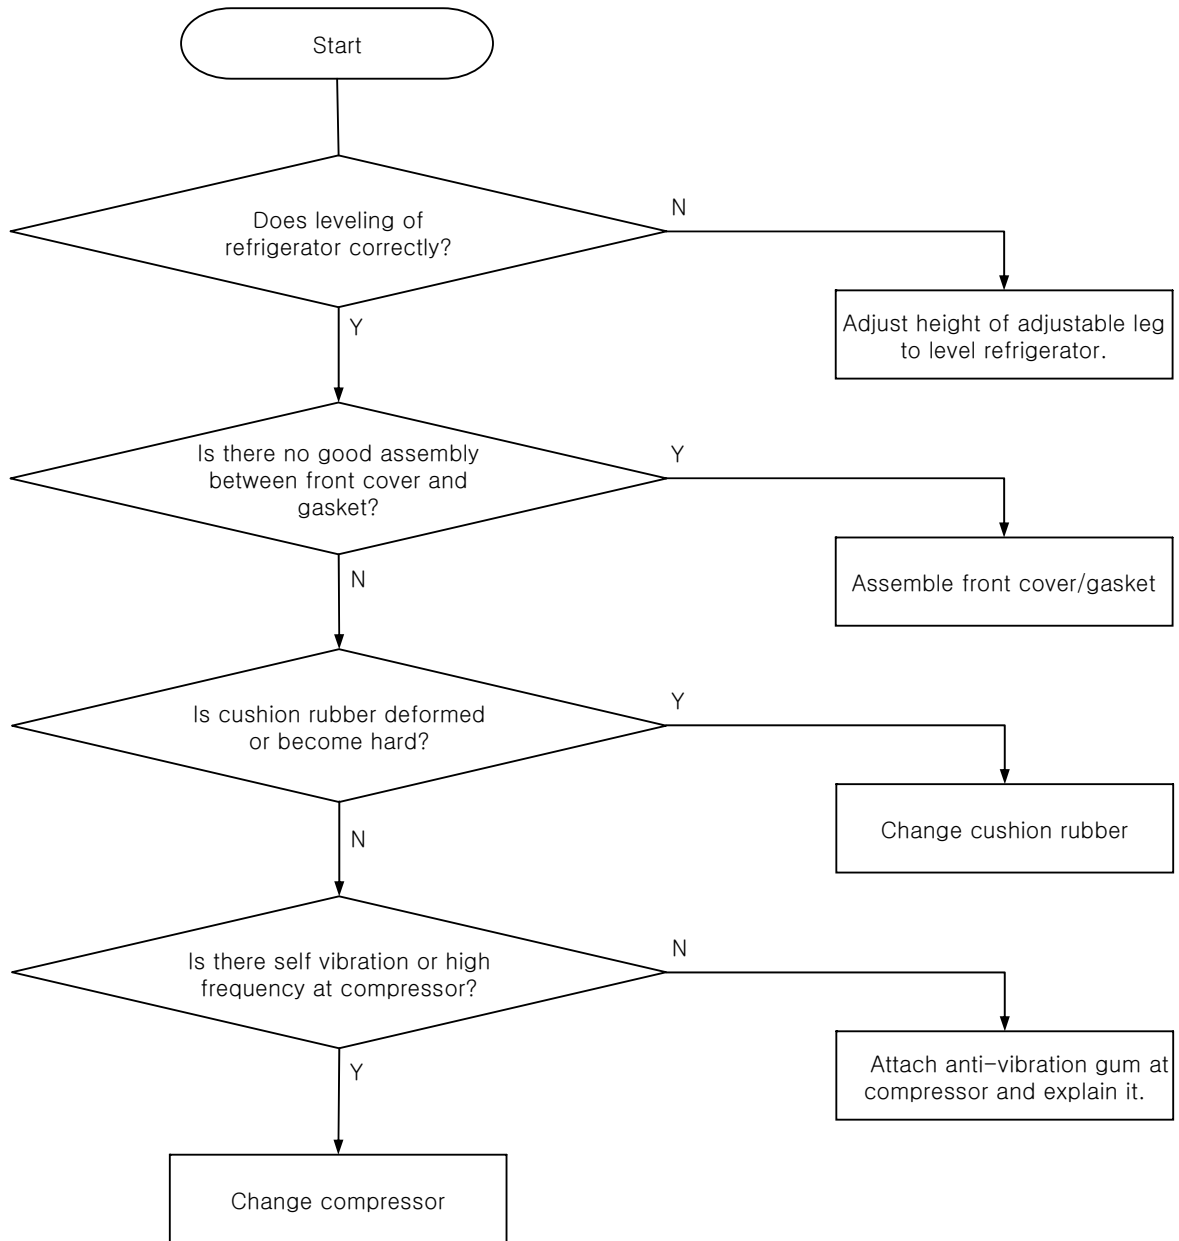 Start
Does leveling of
refrigerator correctly?
N
Adjust height of adjustable leg
to level refrigerator.
Y
Is there no good assembly
between front cover and
gasket?
Y
Assemble front cover/gasket
N
Is cushion rubber deformed
or become hard?
Y
Change cushion rubber
N
Is there self vibration or high
frequency at compressor?
N
Attach anti-vibration gum at
compressor and explain it.
Y
Change compressor